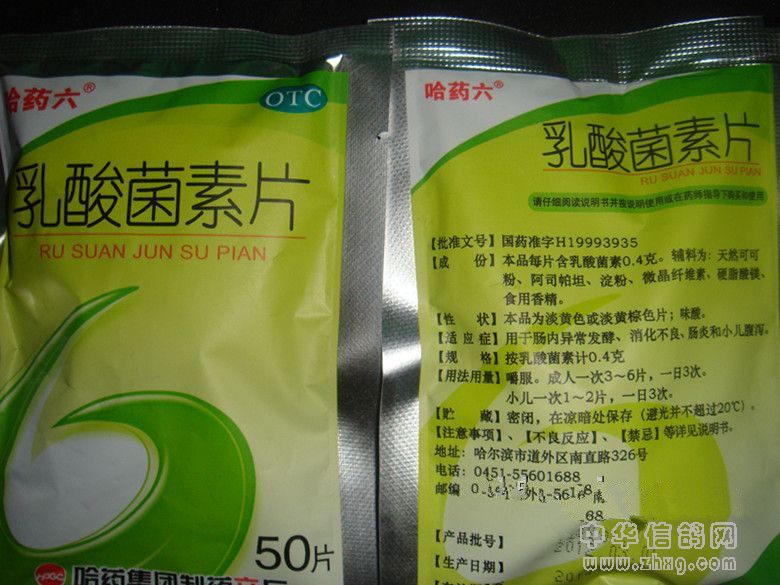 哈药六®
OTC
乳酸菌素片
RU SUAN JUN SU PIAN
50片
哈药集团制药
哈药六®
乳酸菌素片
RU SUAN JUN SU PIAN
请仔细阅读说明书并按说明使用或在药师指导下购买和使用
【批准文号】国药准字H19993935
【成　份】本品每片含乳酸菌素0.4克。辅料为：天然可可
粉、阿司帕坦、淀粉、微晶纤维素、硬脂酸镁、
食用香精。
【性　状】本品为淡黄色或淡黄棕色片；味酸。
【适应症】用于肠内异常发酵、消化不良、肠炎和小儿腹泻。
【规　格】按乳酸菌素计0.4克
【用法用量】嚼服。成人一次3~6片，一日3次。
小儿一次1~2片，一日3次。
【贮　藏】密闭，在凉暗处保存（避光并不超过20℃）。
【注意事项】、【不良反应】、【禁忌】等详见说明书。
地址：哈尔滨市道外区南直路326号
电话：0451-55601688
邮编
【产品批号】
【生产日期】
中华信鸽网
www.zhxg.com